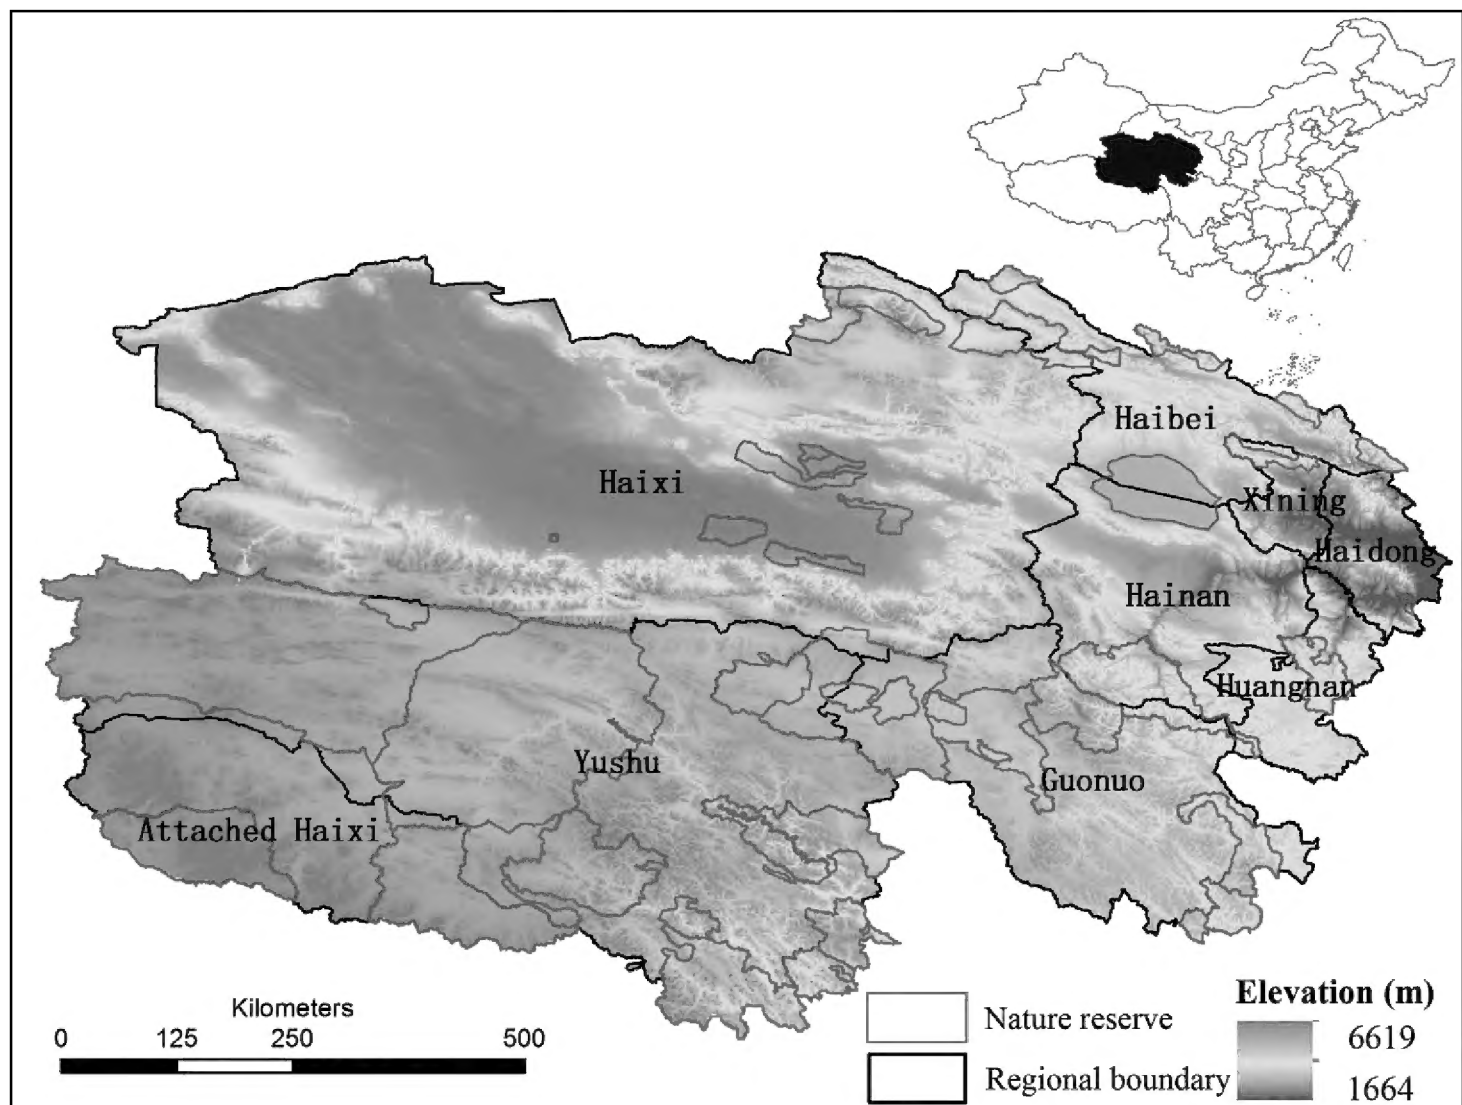 Haibei
Haixi
Xining
Haidong
Hainan
Huangnan
Yushu
Guonuo
Attached Haixi
Kilometers
0 125 250 500
Nature reserve
Regional boundary
Elevation (m)
6619
1664